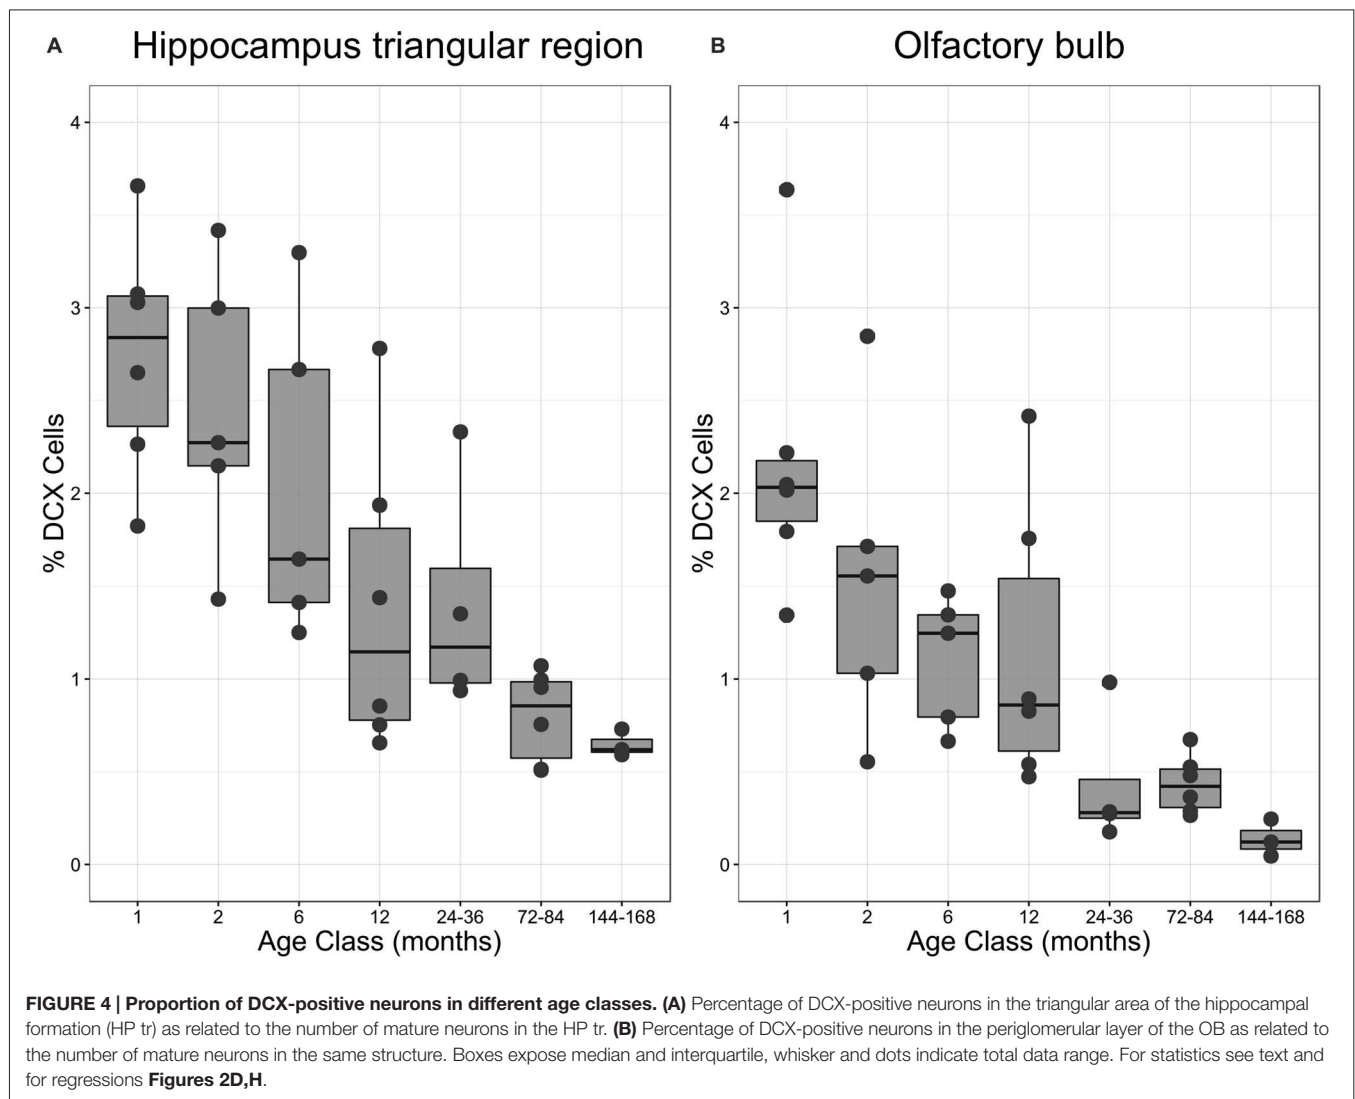 A Hippocampus triangular region
4
3
2
1
0
% DCX Cells
1 2 6 12 24-36 72-84 144-168
Age Class (months)
B Olfactory bulb
4
3
2
1
0
% DCX Cells
1 2 6 12 24-36 72-84 144-168
Age Class (months)
FIGURE 4 | Proportion of DCX-positive neurons in different age classes. (A) Percentage of DCX-positive neurons in the triangular area of the hippocampal
formation (HP tr) as related to the number of mature neurons in the HP tr. (B) Percentage of DCX-positive neurons in the periglomerular layer of the OB as related to
the number of mature neurons in the same structure. Boxes expose median and interquartile, whisker and dots indicate total data range. For statistics see text and
for regressions Figures 2D,H.